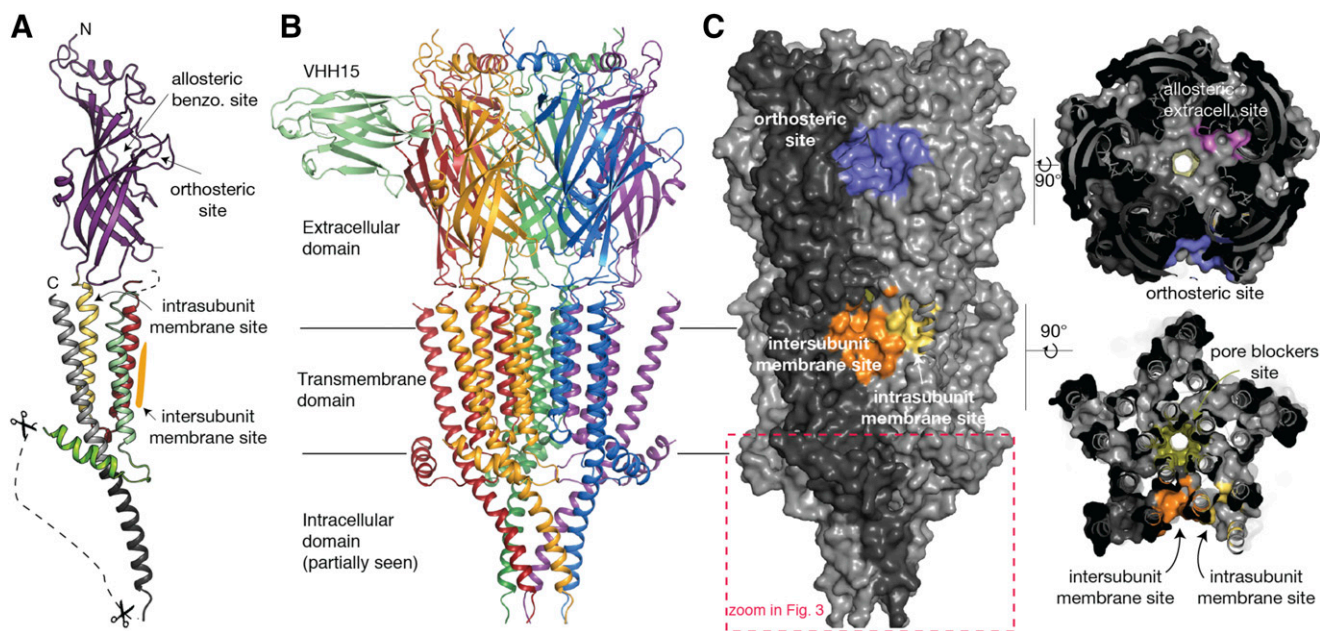 A
N
allosteric
benzo. site
orthosteric
site
C
intrasubunit
membrane site
intersubunit
membrane site
B
VHH15
Extracellular
domain
Transmembrane
domain
Intracellular
domain
(partially seen)
C
orthosteric
site
intersubunit
membrane site
intrasubunit
membrane site
zoom in Fig. 3
90°
allosteric
extracell. site
orthosteric site
90°
pore blockers
site
intersubunit
membrane site
intrasubunit
membrane site